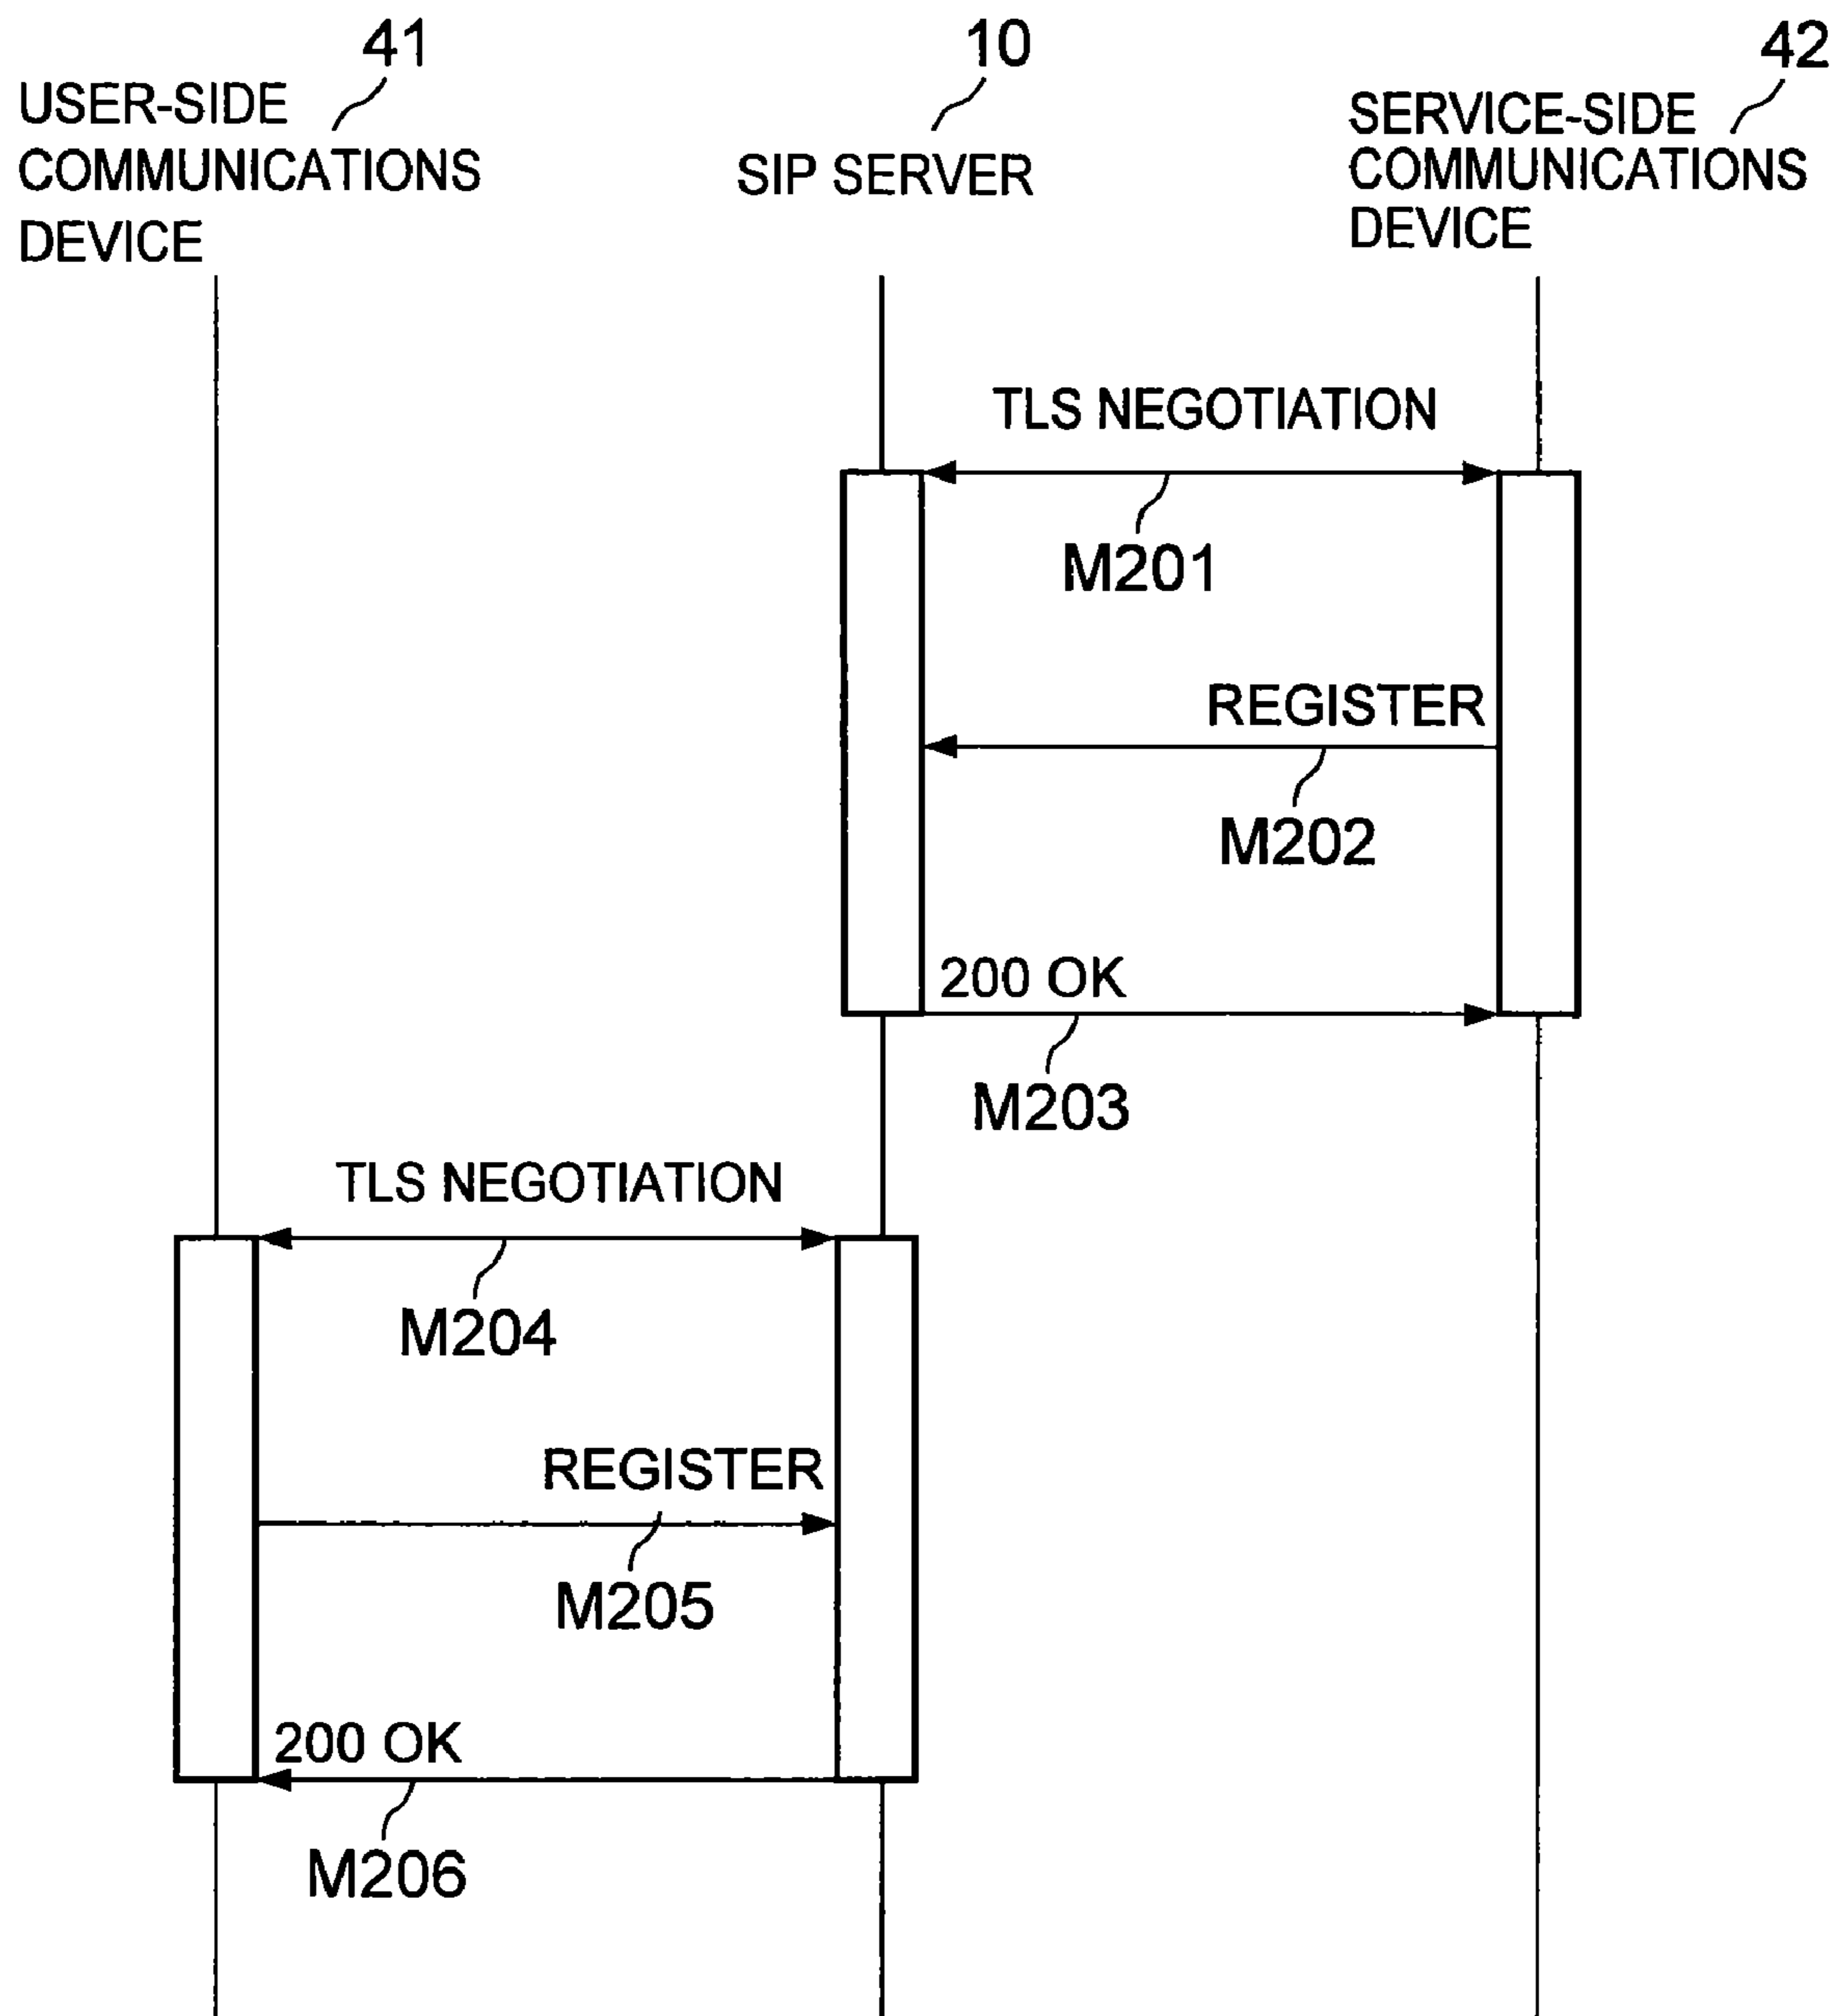 41
10
42
USER-SIDE
COMMUNICATIONS
DEVICE
SIP SERVER
SERVICE-SIDE
COMMUNICATIONS
DEVICE
TLS NEGOTIATION
M201
REGISTER
M202
200 OK
M203
TLS NEGOTIATION
M204
REGISTER
M205
200 OK
M206